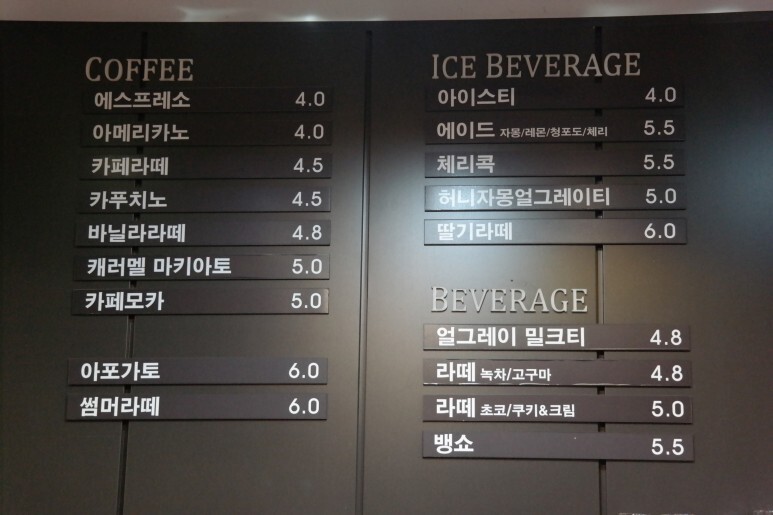 COFFEE
에스프레소 4.0
아메리카노 4.0
카페라떼 4.5
카푸치노 4.5
바닐라라떼 4.8
캐러멜 마키아토 5.0
카페모카 5.0
아포가토 6.0
썸머라떼 6.0
ICE BEVERAGE
아이스티 4.0
에이드 자몽/레몬/청포도/체리 5.5
체리콕 5.5
허니자몽얼그레이티 5.0
딸기라떼 6.0
BEVERAGE
얼그레이 밀크티 4.8
라떼 녹차/고구마 4.8
라떼 초코/쿠키&크림 5.0
뱅쇼 5.5